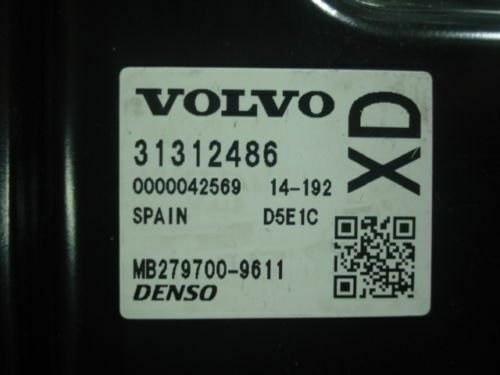 VOLVO
31312486
0000042569 14-192
SPAIN D5E1C
MB279700-9611
DENSO
XD